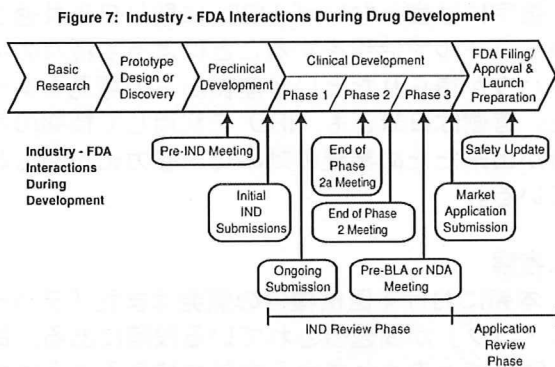 Figure 7: Industry - FDA Interactions During Drug Development
Basic
Research
Prototype
Design or
Discovery
Preclinical
Development
Clinical Development
Phase 1
Phase 2
Phase 3
FDA Filing/
Approval &
Launch
Preparation
Industry - FDA
Interactions
During
Development
Pre-IND Meeting
Initial
IND
Submissions
Ongoing
Submission
End of
Phase
2a Meeting
End of Phase
2 Meeting
Pre-BLA or NDA
Meeting
Safety Update
Market
Application
Submission
IND Review Phase
Application
Review
Phase